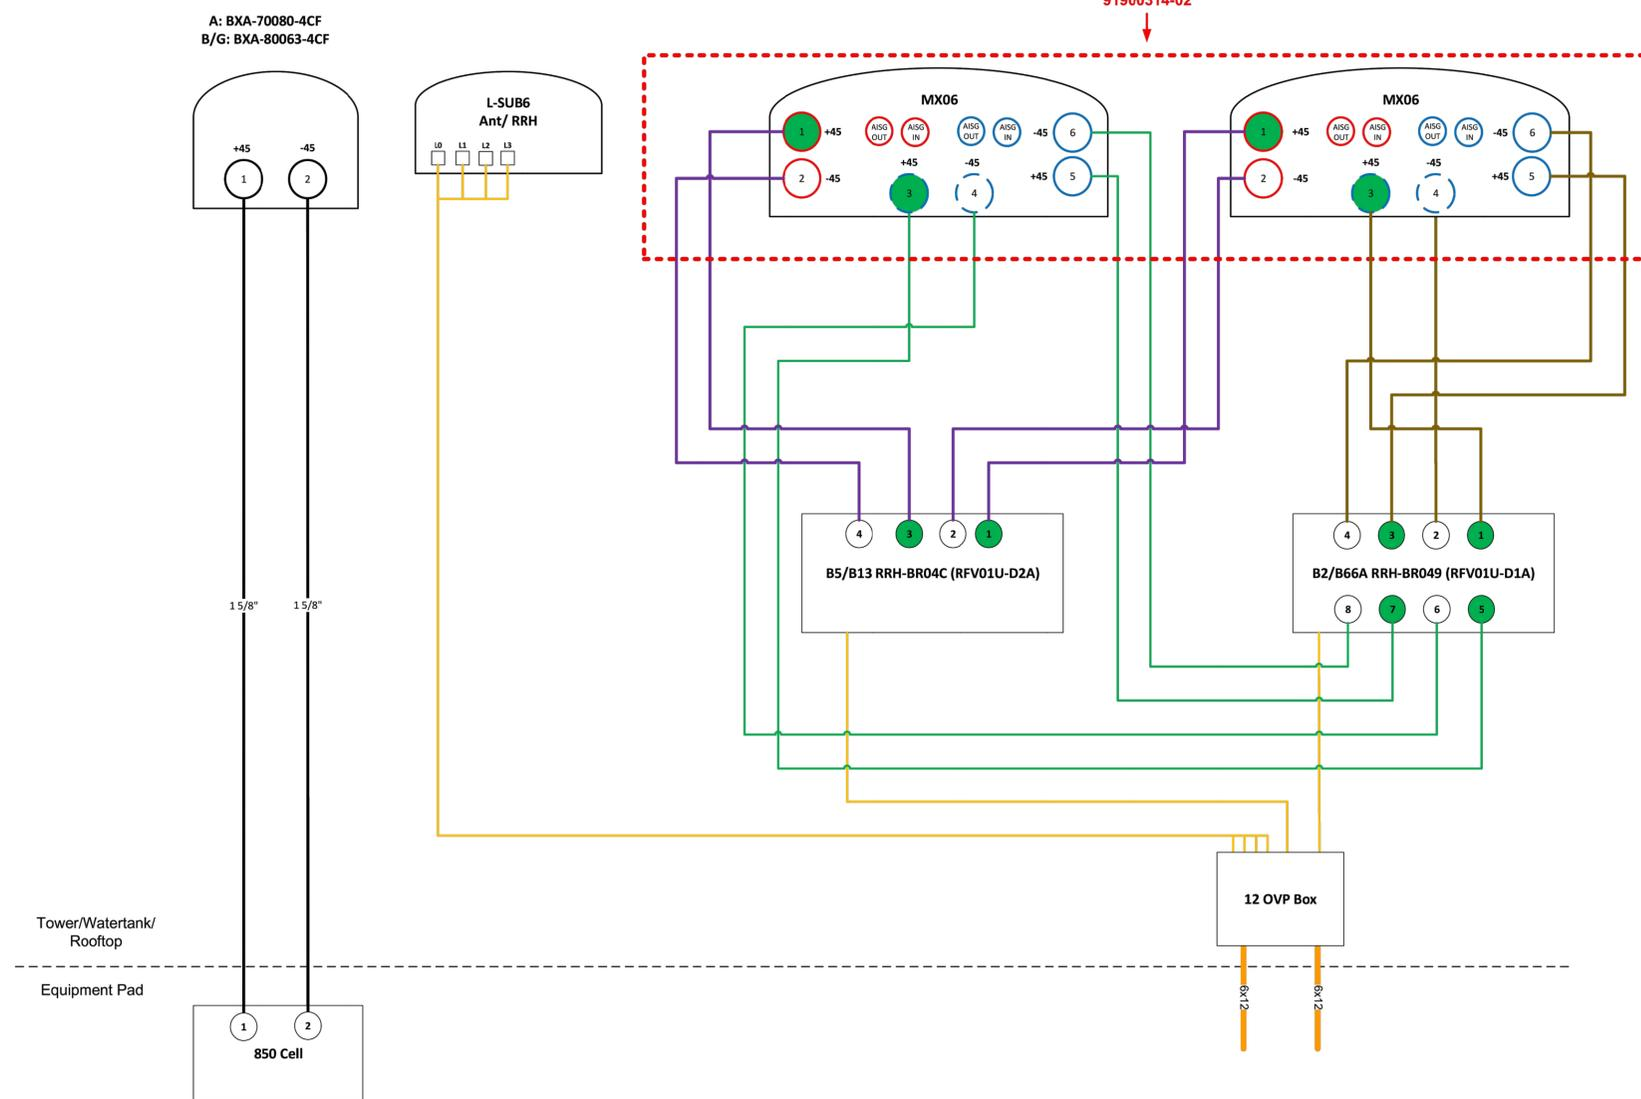 91900314-02
A: BXA-70080-4CF
B/G: BXA-80063-4CF
+45
-45
1
2
L-SUB6
Ant/ RRH
L0
L1
L2
L3
MX06
1
+45
AISG
OUT
AISG
IN
AISG
OUT
AISG
IN
-45
6
2
-45
+45
3
-45
4
+45
5
MX06
1
+45
AISG
OUT
AISG
IN
AISG
OUT
AISG
IN
-45
6
2
-45
+45
3
-45
4
+45
5
4
3
2
1
B5/B13 RRH-BR04C (RFV01U-D2A)
4
3
2
1
B2/B66A RRH-BR049 (RFV01U-D1A)
8
7
6
5
1 5/8"
1 5/8"
12 OVP Box
Tower/Watertank/
Rooftop
Equipment Pad
6x12
6x12
1
2
850 Cell